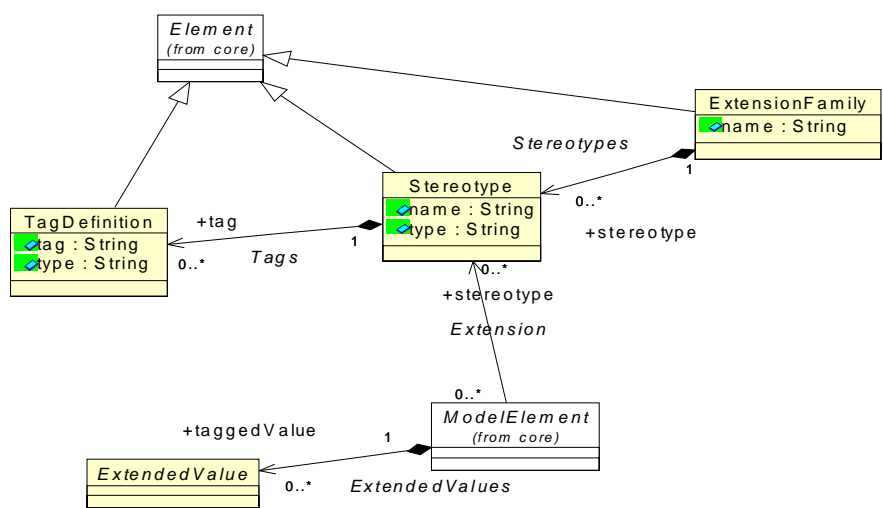 Element
(from core)
ExtensionFamily
name : String
Stereotypes
1
0..*
+stereotype
Stereotype
name : String
type : String
TagDefinition
tag : String
type : String
+tag
1
0..*
Tags
0..*
+stereotype
Extension
0..*
ModelElement
(from core)
+taggedValue
1
ExtendedValue
0..*
ExtendedValues